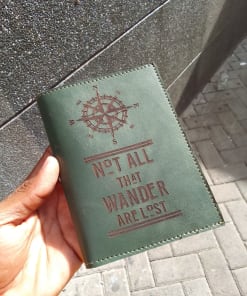 NOT ALL
THAT
WANDER
ARE LOST